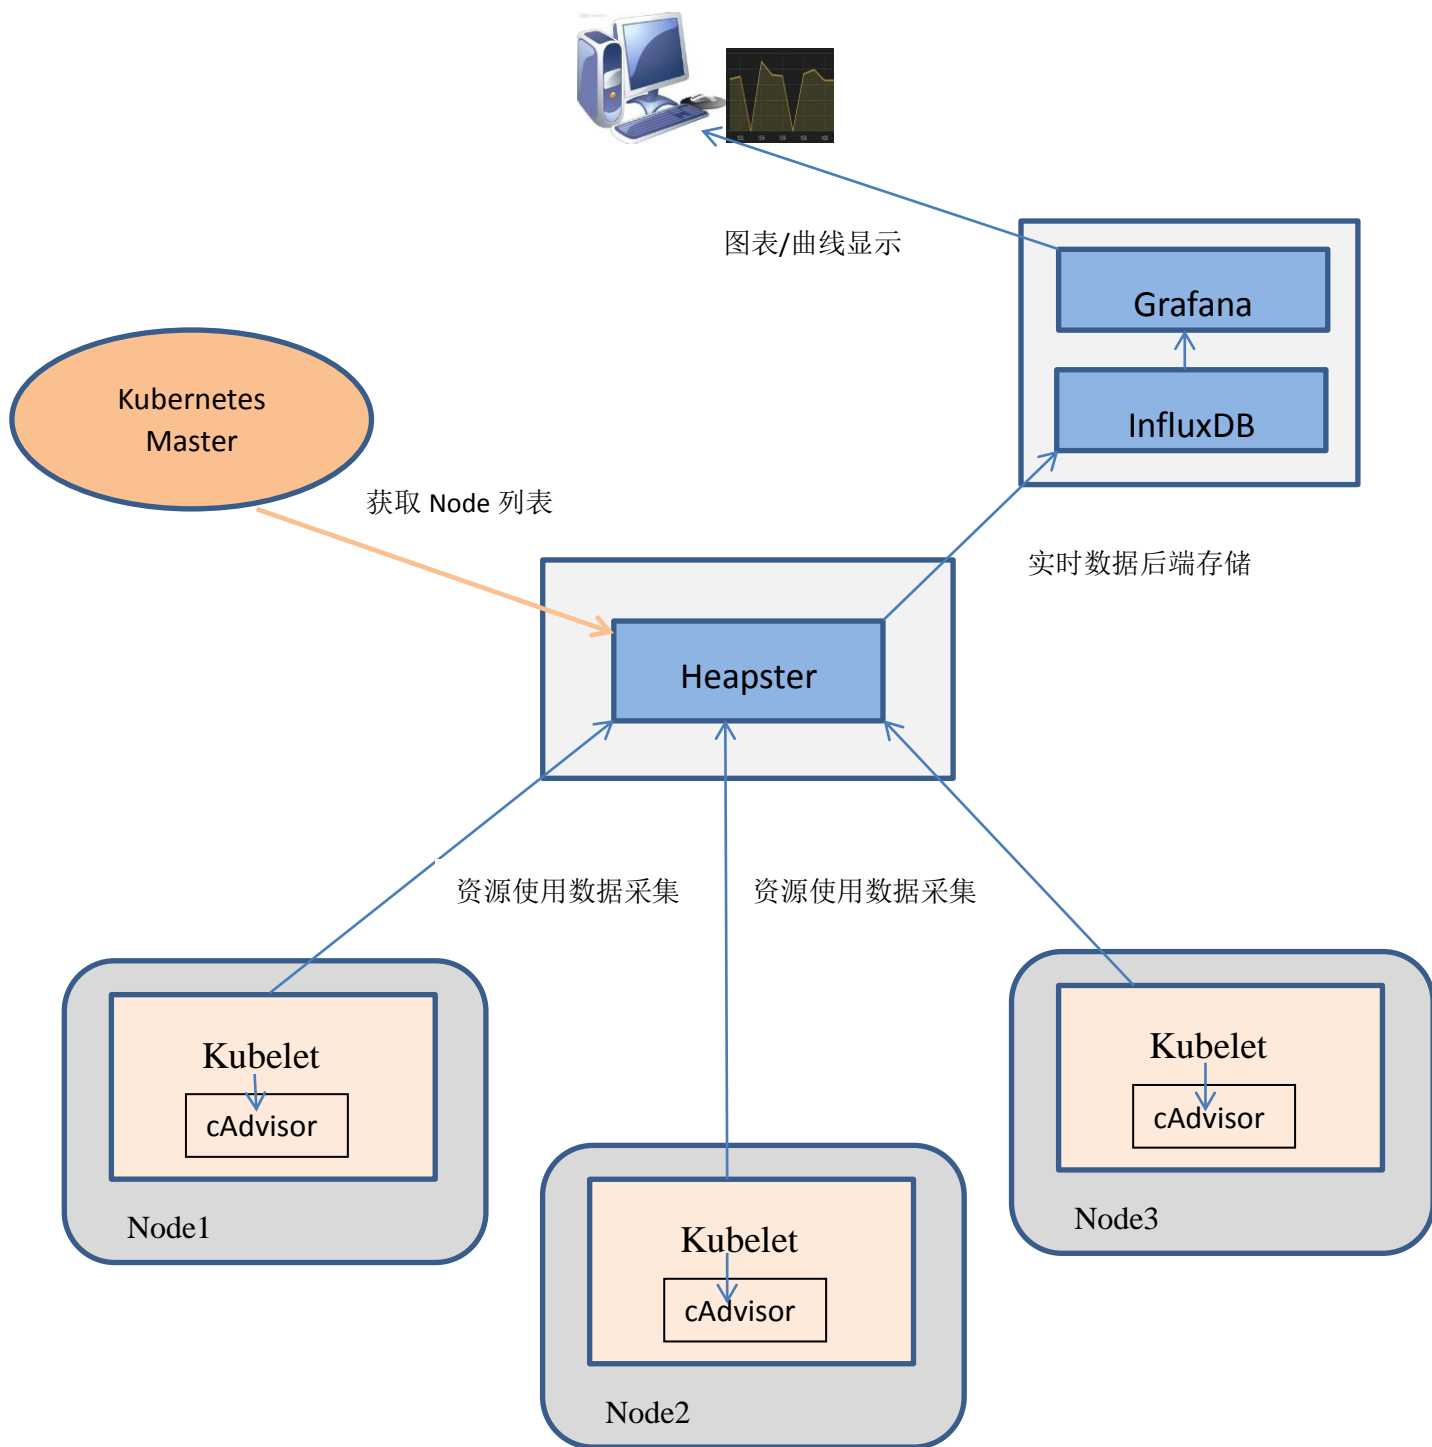 图表/曲线显示
Grafana
InfluxDB
Kubernetes
Master
获取 Node 列表
实时数据后端存储
Heapster
资源使用数据采集
资源使用数据采集
Kubelet
cAdvisor
Node1
Kubelet
cAdvisor
Node2
Kubelet
cAdvisor
Node3